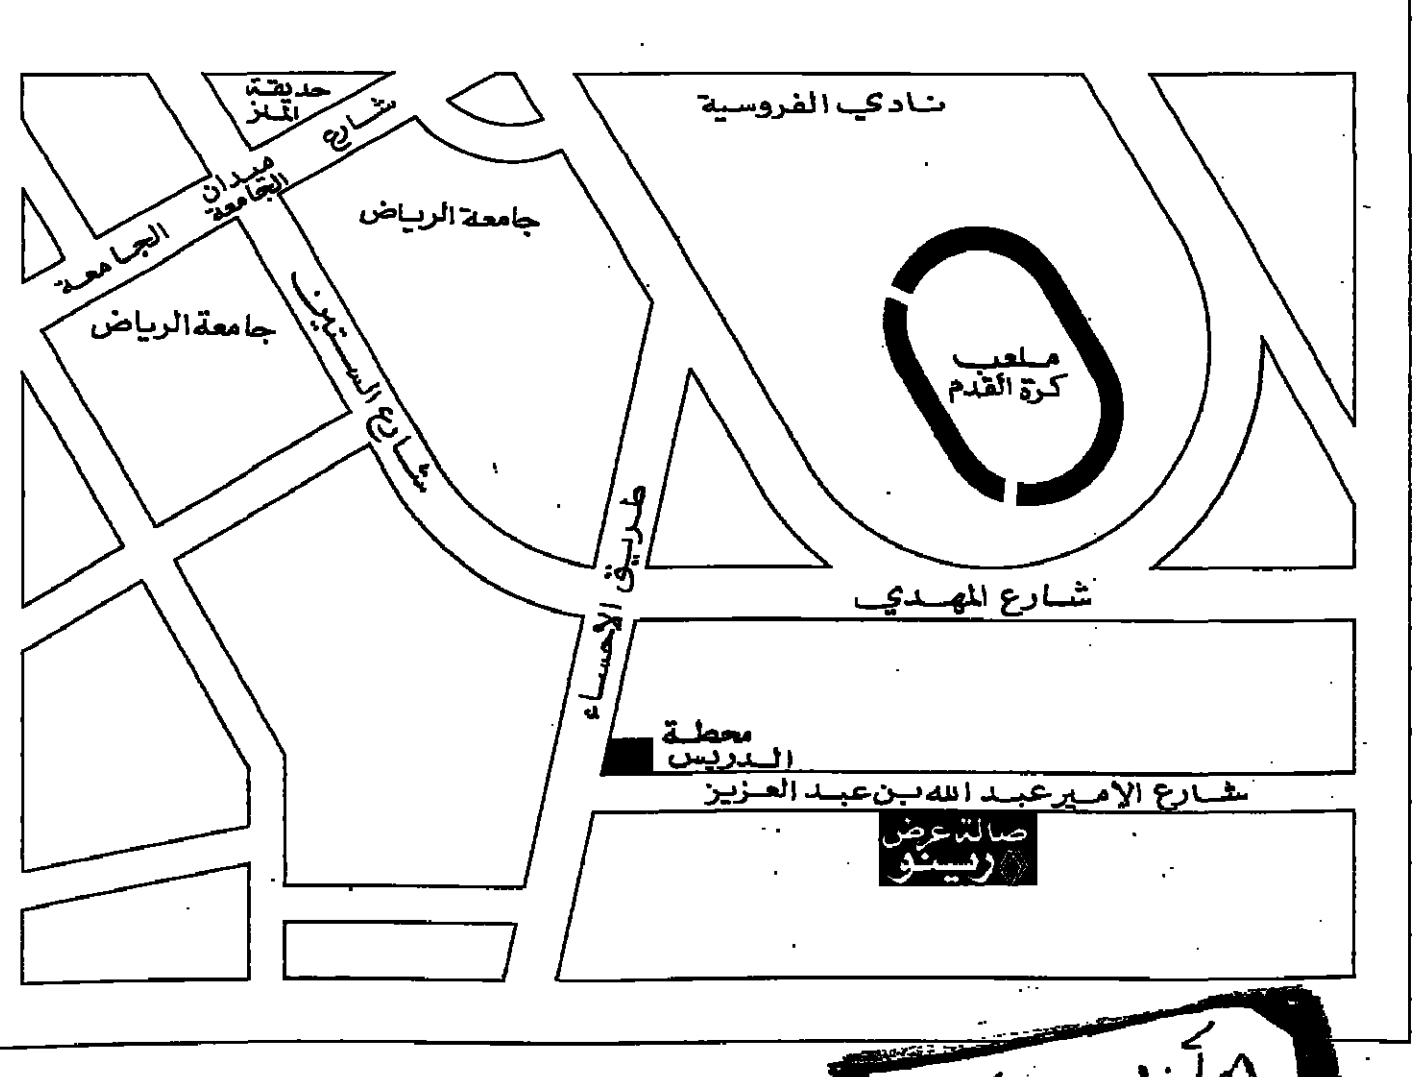 حديقة
الملز
شارع
الجامعة
ميدان
الجامعة
نادي الفروسية
جامعة الرياض
جامعة الرياض
شارع الستين
ملعب
كرة القدم
طريق الأحساء
شارع المهدي
محطة
الدريس
شارع الأمير عبد الله بن عبد العزيز
صالة عرض
رينو